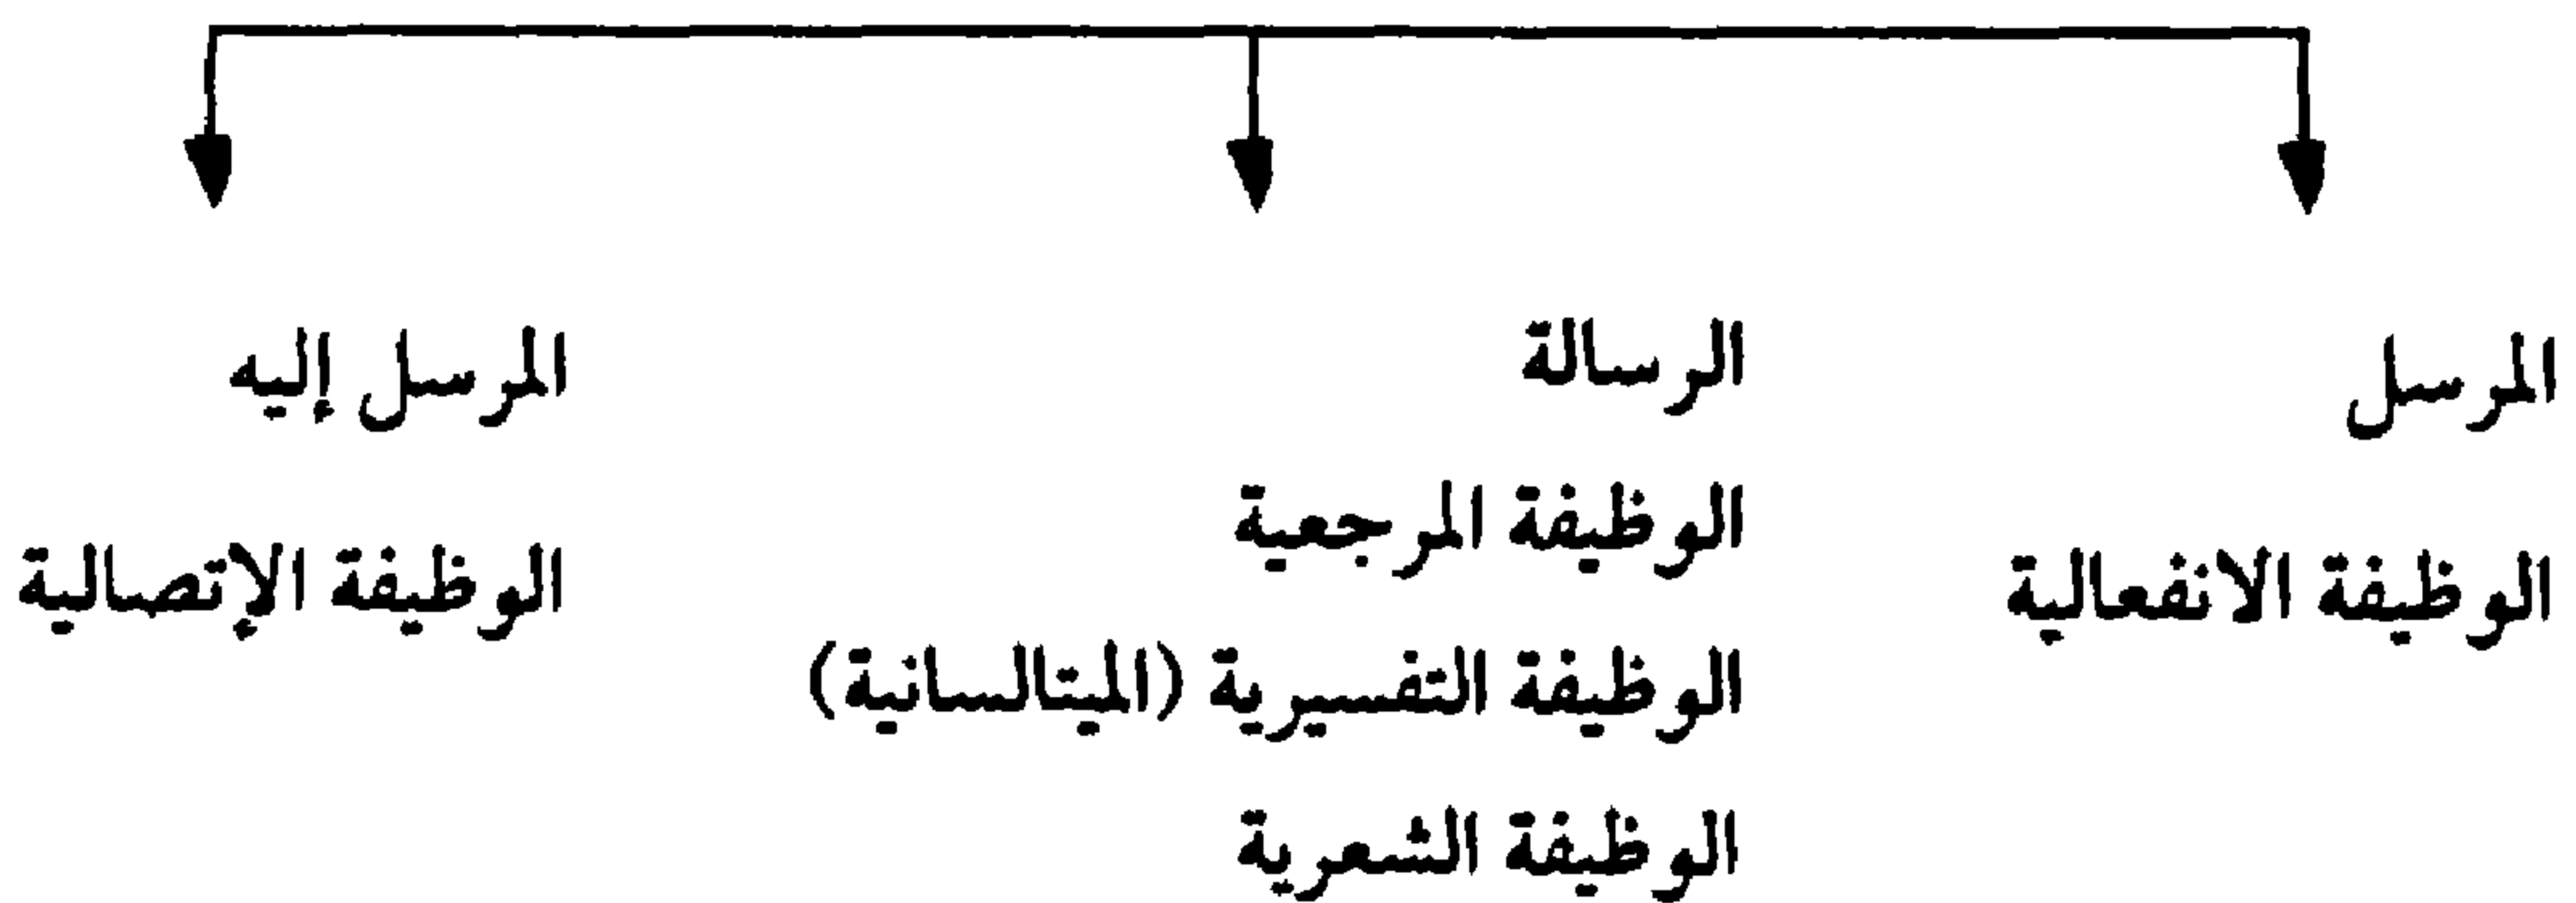 المرسل
الوظيفة الانفعالية
الرسالة
الوظيفة المرجعية
الوظيفة التفسيرية (الميتالسانية)
الوظيفة الشعرية
المرسل إليه
الوظيفة الإتصالية